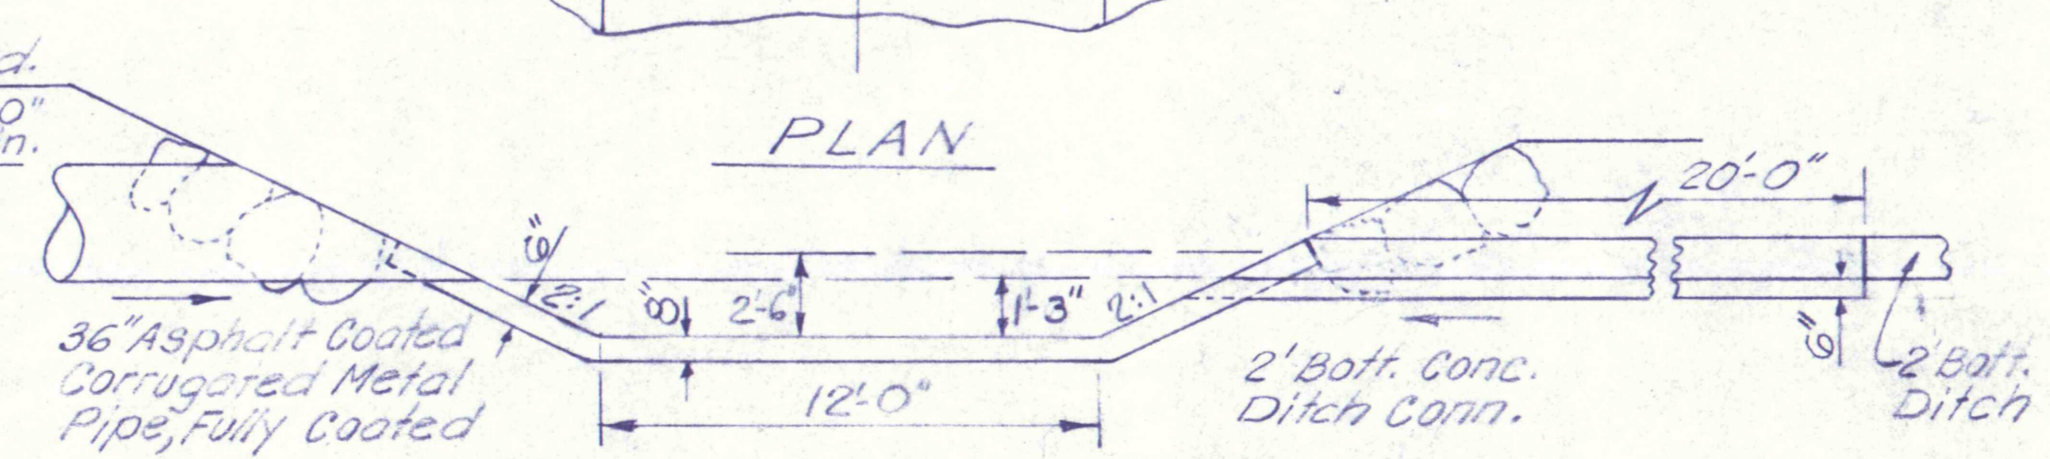 d.
0"
n.
PLAN
20'-0"
6"
2:1
8"
2'-6"
1'-3"
2:1
6"
36" Asphalt Coated
Corrugated Metal
Pipe, Fully Coated
12'-0"
2' Bott. Conc.
Ditch Conn.
2' Bott.
Ditch